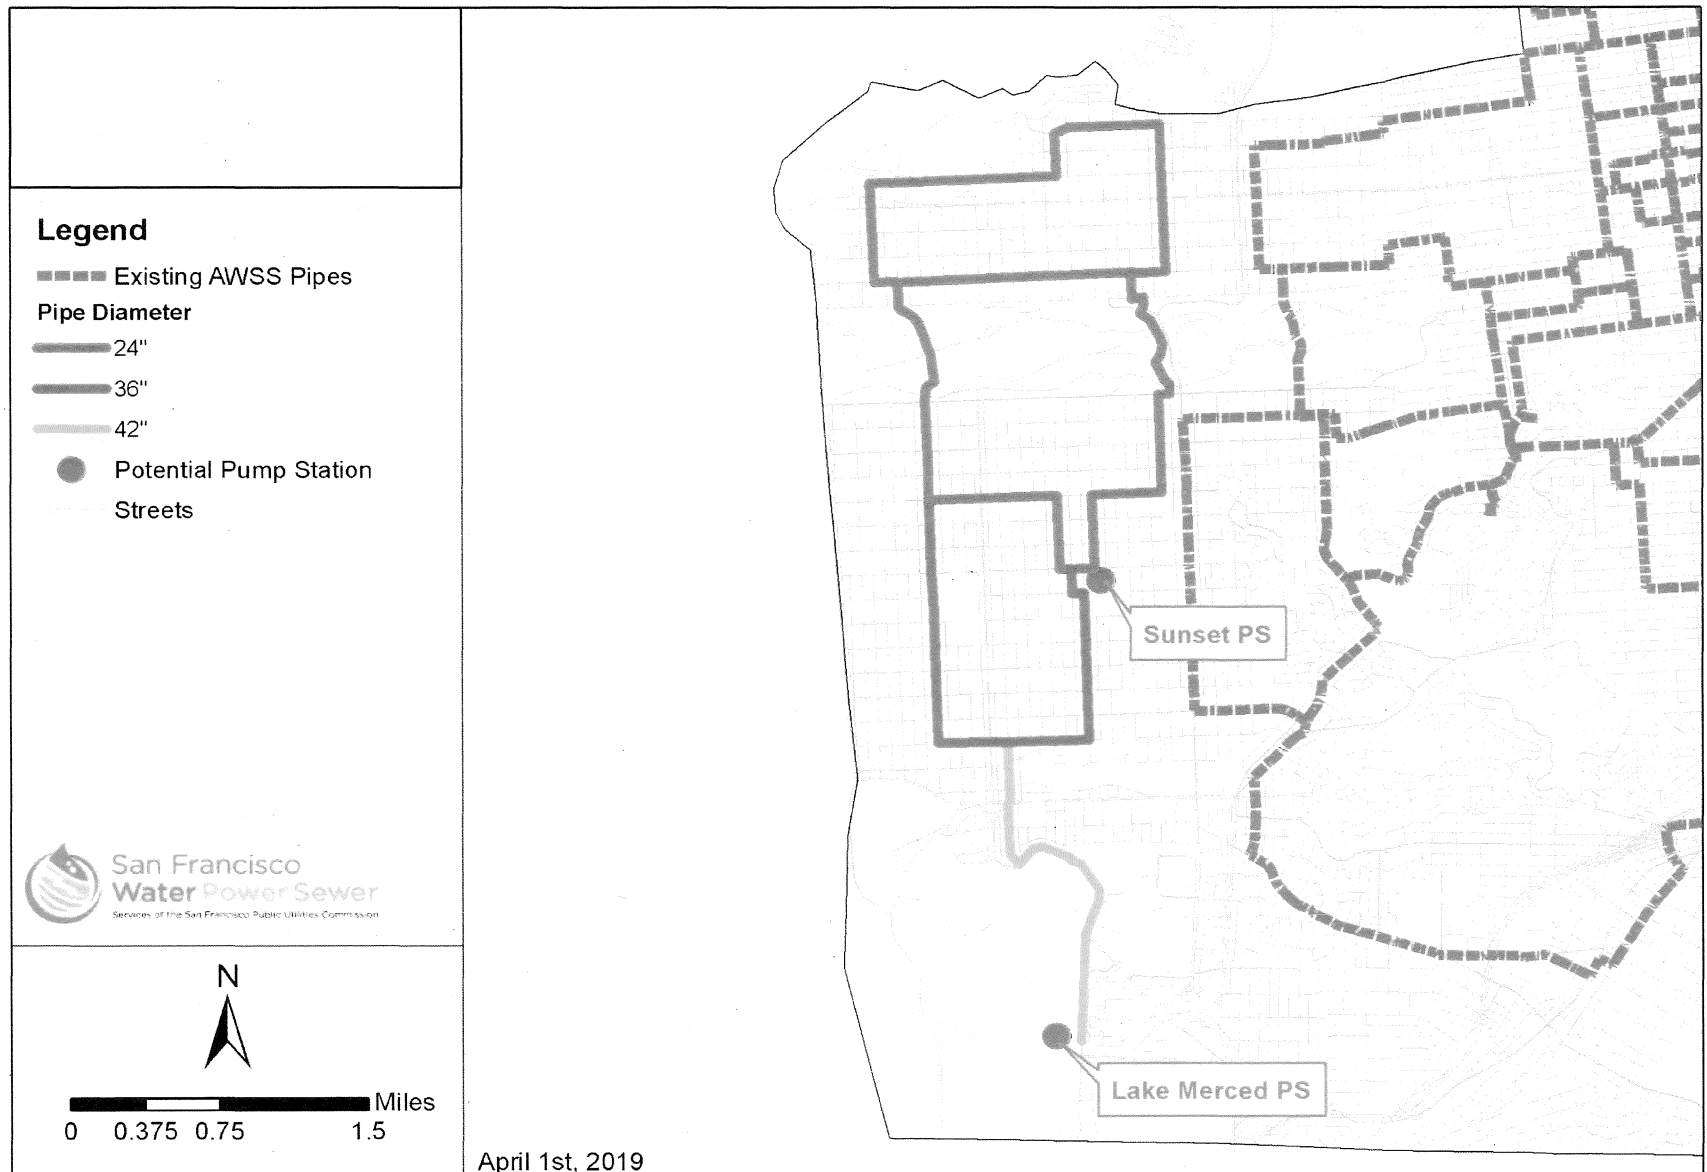 Legend
Existing AWSS Pipes
Pipe Diameter
24"
36"
42"
Potential Pump Station
Streets
San Francisco
Water Power Sewer
Services of the San Francisco Public Utilities Commission
N
Miles
0 0.375 0.75 1.5
Sunset PS
Lake Merced PS
April 1st, 2019